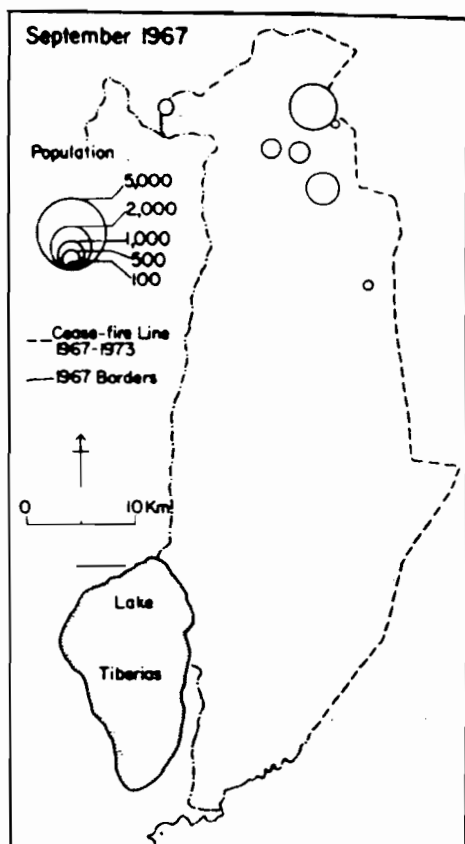 September 1967
Population
5,000
2,000
1,000
500
100
Cease-fire Line
1967-1973
1967 Borders
0 10 Km.
Lake
Tiberias